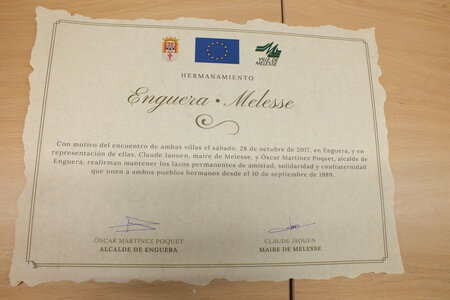 VILLE DE
MELESSE
HERMANAMIENTO
Enguera • Melesse
Con motivo del encuentro de ambas villas el sábado, 28 de octubre de 2017, en Enguera, y en
representación de ellas, Claude Jaouen, maire de Melesse, y Óscar Martínez Poquet, alcalde de
Enguera, reafirman mantener los lazos permanentes de amistad, solidaridad y confraternidad
que unen a ambos pueblos hermanos desde el 10 de septiembre de 1989.
ÓSCAR MARTÍNEZ POQUET
ALCALDE DE ENGUERA
CLAUDE JAOUEN
MAIRE DE MELESSE